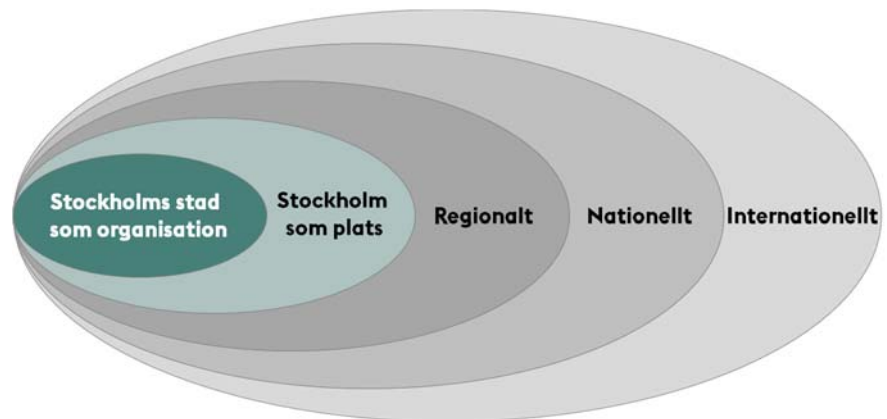 Stockholms stad
som organisation
Stockholm
som plats
Regionalt
Nationellt
Internationellt